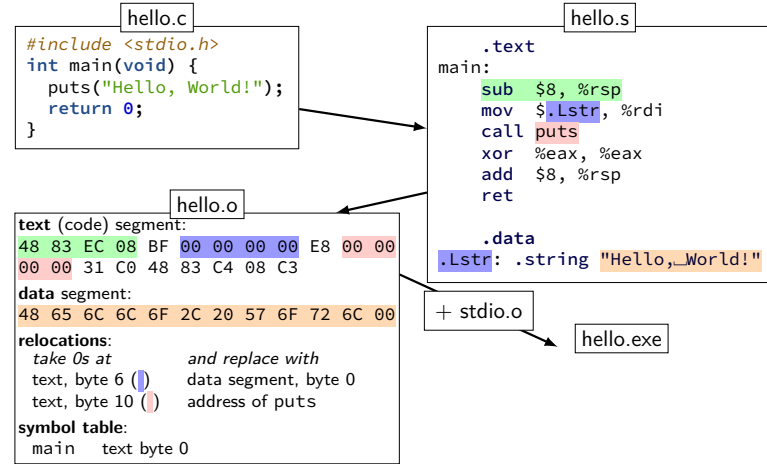 hello.c
#include <stdio.h>
int main(void) {
puts("Hello, World!");
return 0;
}
hello.s
.text
main:
sub $8, %rsp
mov $.Lstr, %rdi
call puts
xor %eax, %eax
add $8, %rsp
ret
.data
.Lstr: .string "Hello,␣World!"
hello.o
text (code) segment:
48 83 EC 08 BF 00 00 00 00 E8 00 00
00 00 31 C0 48 83 C4 08 C3
data segment:
48 65 6C 6C 6F 2C 20 57 6F 72 6C 00
relocations:
take 0s at and replace with
text, byte 6 ( ) data segment, byte 0
text, byte 10 ( ) address of puts
symbol table:
main text byte 0
+ stdio.o
hello.exe